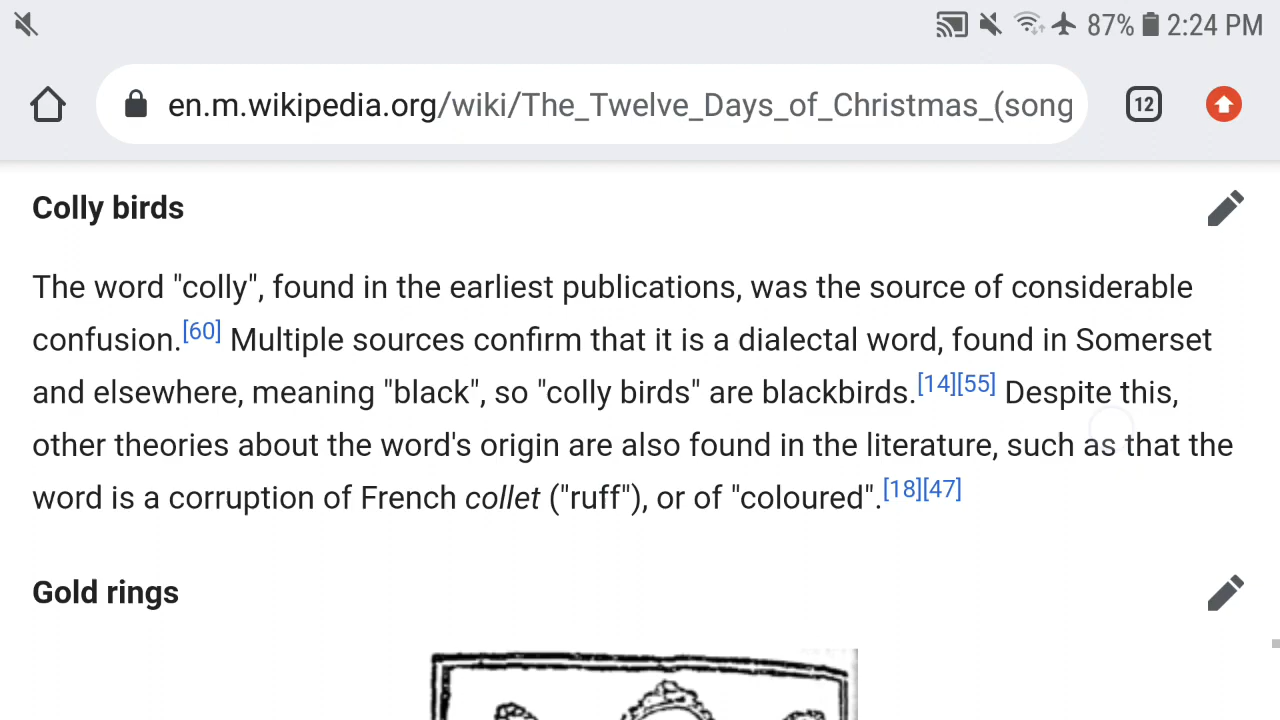 87% 2:24 PM
en.m.wikipedia.org/wiki/The_Twelve_Days_of_Christmas_(song
12
Colly birds
The word "colly", found in the earliest publications, was the source of considerable
confusion.[60] Multiple sources confirm that it is a dialectal word, found in Somerset
and elsewhere, meaning "black", so "colly birds" are blackbirds.[14][55] Despite this,
other theories about the word's origin are also found in the literature, such as that the
word is a corruption of French collet ("ruff"), or of "coloured".[18][47]
Gold rings